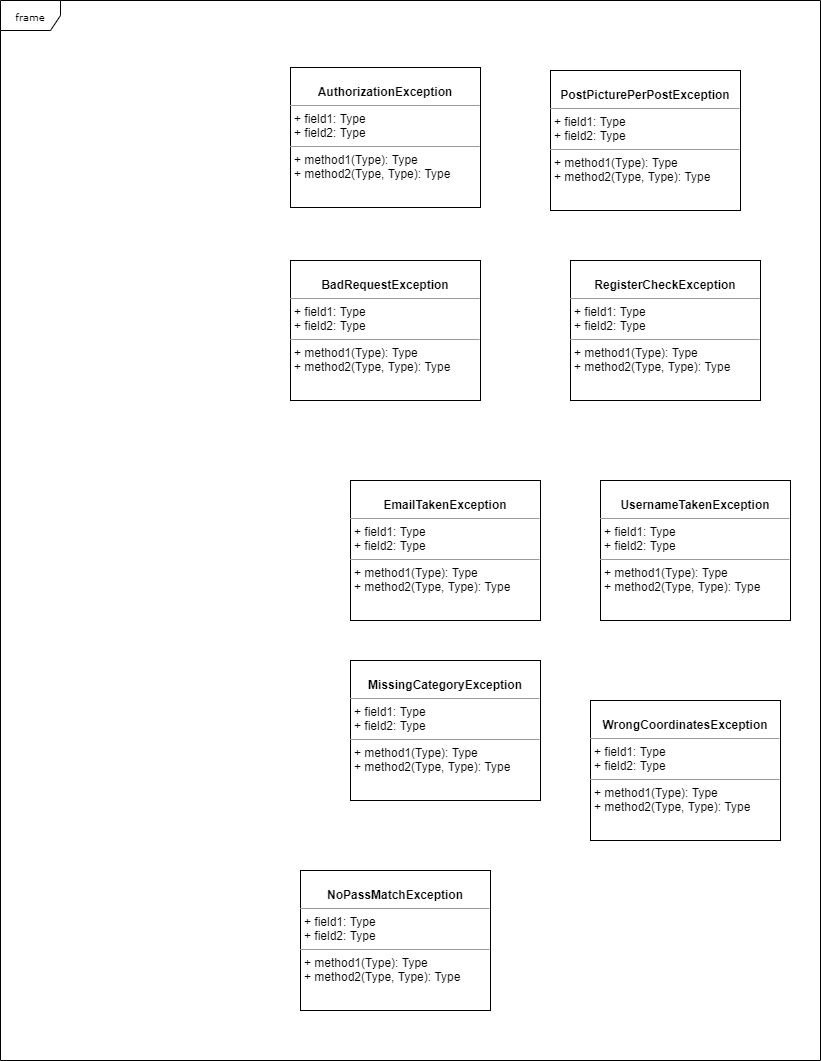 frame
AuthorizationException
+ field1: Type
+ field2: Type
+ method1(Type): Type
+ method2(Type, Type): Type
PostPicturePerPostException
+ field1: Type
+ field2: Type
+ method1(Type): Type
+ method2(Type, Type): Type
BadRequestException
+ field1: Type
+ field2: Type
+ method1(Type): Type
+ method2(Type, Type): Type
RegisterCheckException
+ field1: Type
+ field2: Type
+ method1(Type): Type
+ method2(Type, Type): Type
EmailTakenException
+ field1: Type
+ field2: Type
+ method1(Type): Type
+ method2(Type, Type): Type
UsernameTakenException
+ field1: Type
+ field2: Type
+ method1(Type): Type
+ method2(Type, Type): Type
MissingCategoryException
+ field1: Type
+ field2: Type
+ method1(Type): Type
+ method2(Type, Type): Type
WrongCoordinatesException
+ field1: Type
+ field2: Type
+ method1(Type): Type
+ method2(Type, Type): Type
NoPassMatchException
+ field1: Type
+ field2: Type
+ method1(Type): Type
+ method2(Type, Type): Type